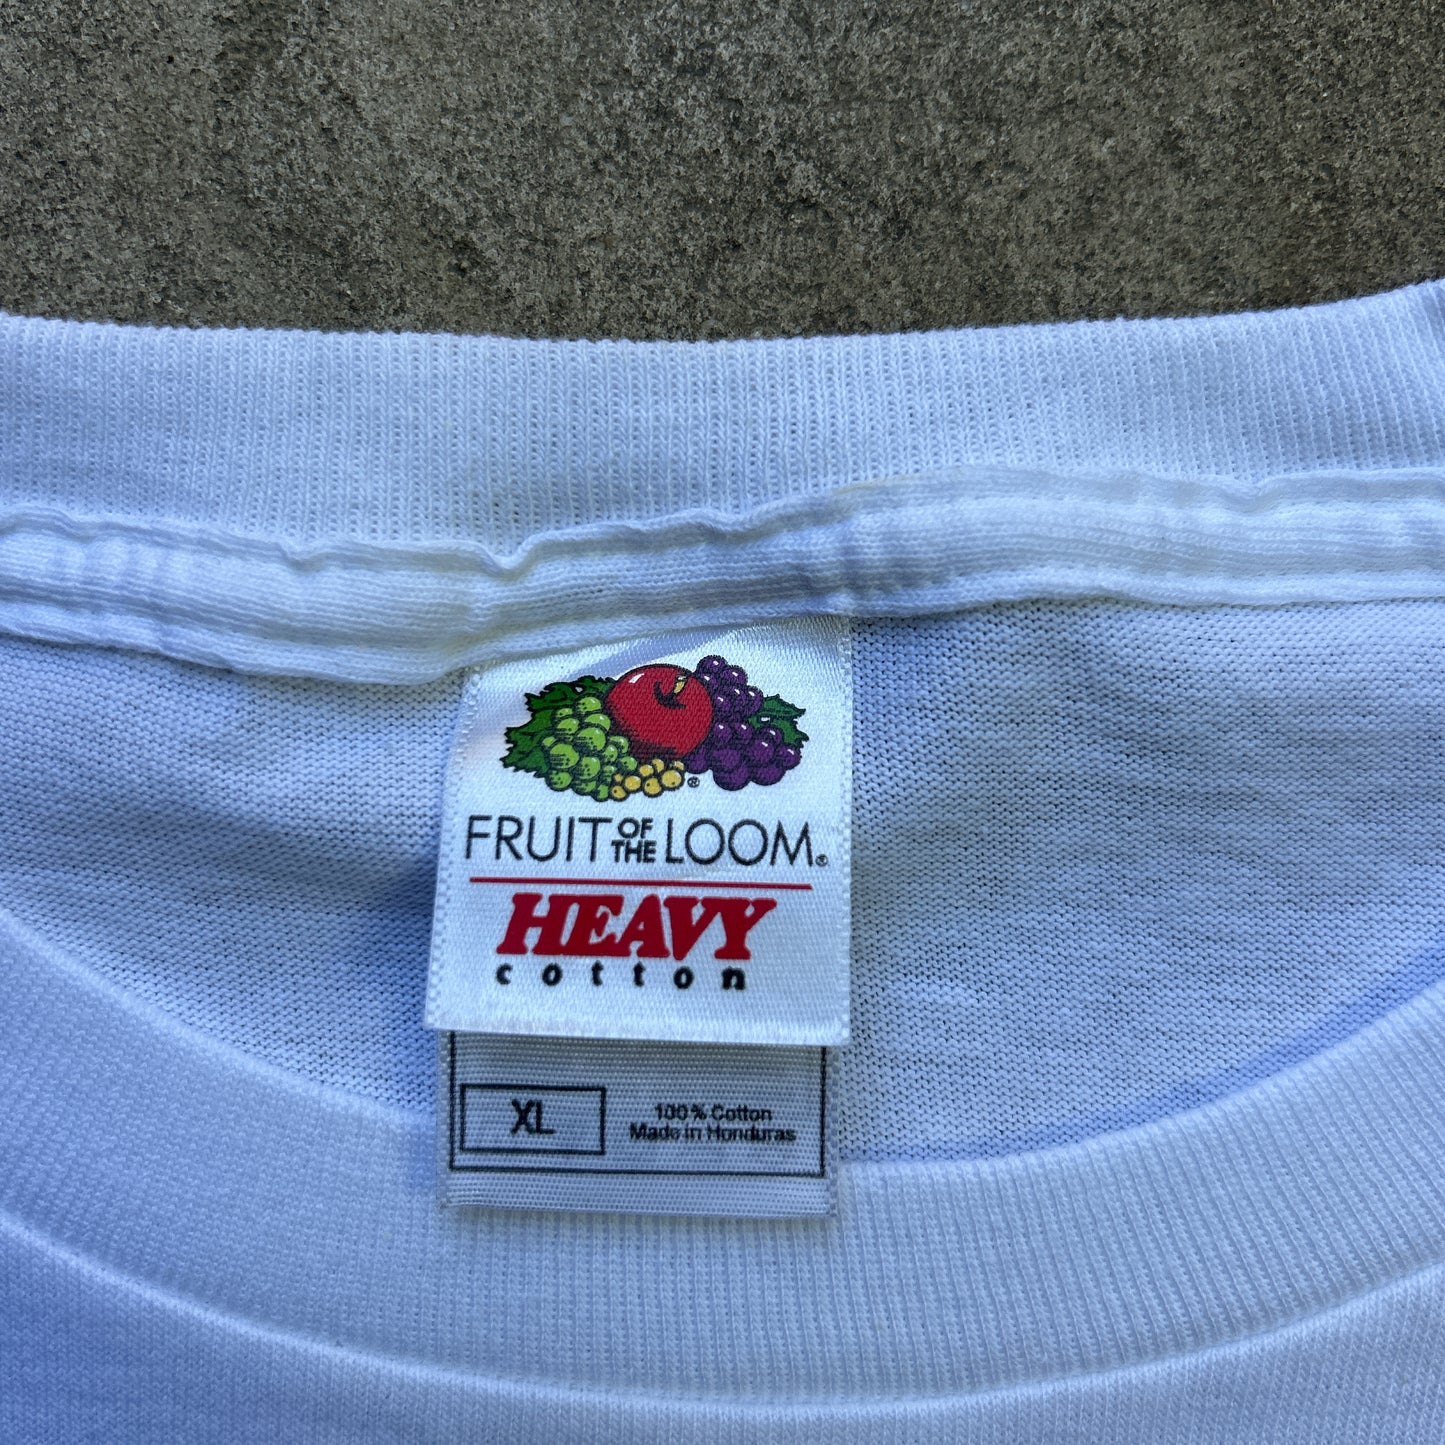 ®
FRUIT OF THE LOOM®
HEAVY
cotton
XL
100% Cotton
Made in Honduras